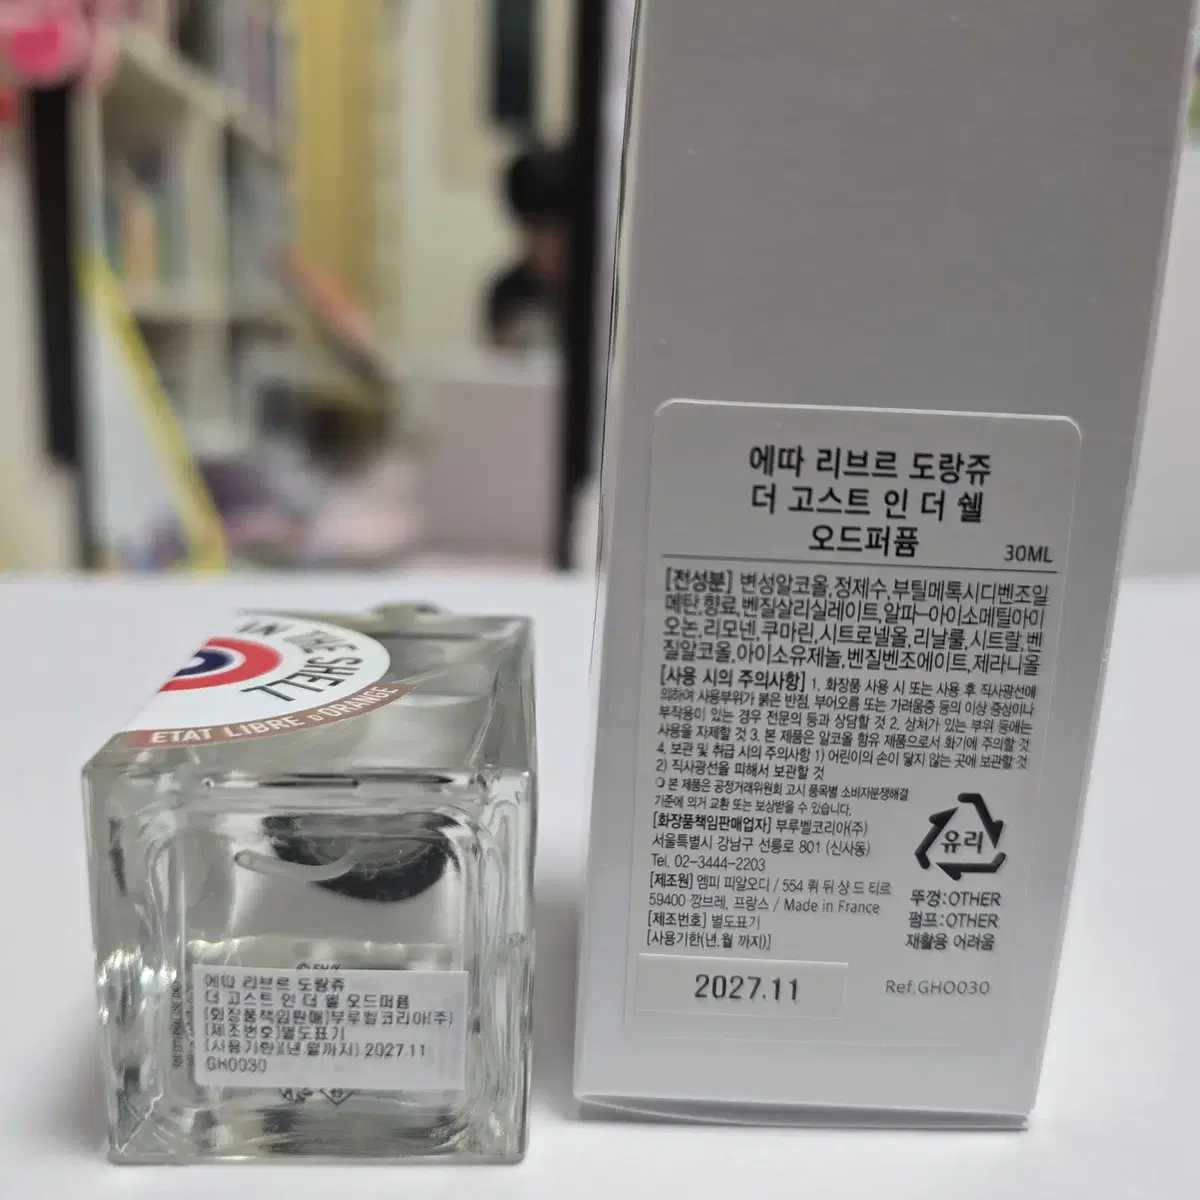 에따 리브르 도랑쥬
더 고스트 인 더 쉘
오드퍼퓸
30ML
[전성분] 변성알코올,정제수,부틸메톡시디벤조일
메탄,향료,벤질살리실레이트,알파-아이소메틸아이
오논,리모넨,쿠마린,시트로넬올,리날룰,시트랄,벤
질알코올,아이소유제놀,벤질벤조에이트,제라니올
[사용 시의 주의사항] 1. 화장품 사용 시 또는 사용 후 직사광선에
의하여 사용부위가 붉은 반점, 부어오름 또는 가려움증 등의 이상 증상이나
부작용이 있는 경우 전문의 등과 상담할 것 2. 상처가 있는 부위 등에는
사용을 자제할 것 3. 본 제품은 알코올 함유 제품으로서 화기에 주의할 것
4. 보관 및 취급 시의 주의사항 1) 어린이의 손이 닿지 않는 곳에 보관할 것
2) 직사광선을 피해서 보관할 것
○ 본 제품은 공정거래위원회 고시 품목별 소비자분쟁해결
기준에 의거 교환 또는 보상받을 수 있습니다.
[화장품책임판매업자] 부루벨코리아(주)
서울특별시 강남구 선릉로 801 (신사동)
Tel. 02-3444-2203
[제조원] 엠피 피알오디 / 554 뤼 뒤 샹 드 티르
59400 깡브레, 프랑스 / Made in France
[제조번호] 별도표기
[사용기한(년,월 까지)]
2027.11
유리
뚜껑:OTHER
펌프:OTHER
재활용 어려움
Ref.GHO030
IN THE
SHELL
ETAT LIBRE D'ORANGE
에따 리브르 도랑쥬
더 고스트 인 더 쉘 오드퍼퓸
[화장품책임판매]부루벨코리아(주)
[제조번호]별도표기
[사용기한(년,월까지)] 2027.11
GHO030